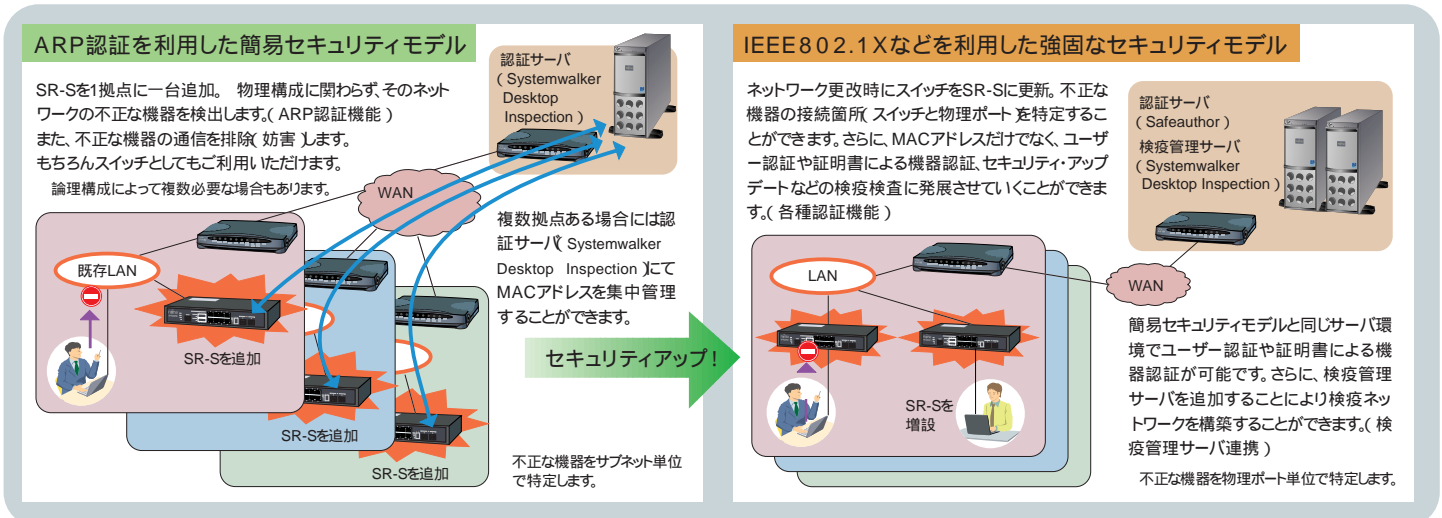 ARP認証を利用した簡易セキュリティモデル
SR-Sを1拠点に一台追加。 物理構成に関わらず、そのネット
ワークの不正な機器を検出します。(ARP認証機能)
また、不正な機器の通信を排除(妨害)します。
もちろんスイッチとしてもご利用いただけます。
論理構成によって複数必要な場合もあります。
認証サーバ
(Systemwalker
Desktop
Inspection)
WAN
既存LAN
SR-Sを追加
SR-Sを追加
SR-Sを追加
複数拠点ある場合には認
証サーバ(Systemwalker
Desktop Inspection)にて
MACアドレスを集中管理
することができます。
不正な機器をサブネット単位
で特定します。
セキュリティアップ!
IEEE802.1Xなどを利用した強固なセキュリティモデル
ネットワーク更改時にスイッチをSR-Sに更新。不正な
機器の接続箇所(スイッチと物理ポート)を特定するこ
とができます。さらに、MACアドレスだけでなく、ユーザ
ー認証や証明書による機器認証、セキュリティ・アップ
デートなどの検疫検査に発展させていくことができま
す。(各種認証機能)
認証サーバ
(Safeauthor)
検疫管理サーバ
(Systemwalker
Desktop Inspection)
LAN
WAN
SR-Sを
増設
簡易セキュリティモデルと同じサーバ環
境でユーザー認証や証明書による機
器認証が可能です。さらに、検疫管理
サーバを追加することにより検疫ネッ
トワークを構築することができます。(検
疫管理サーバ連携)
不正な機器を物理ポート単位で特定します。